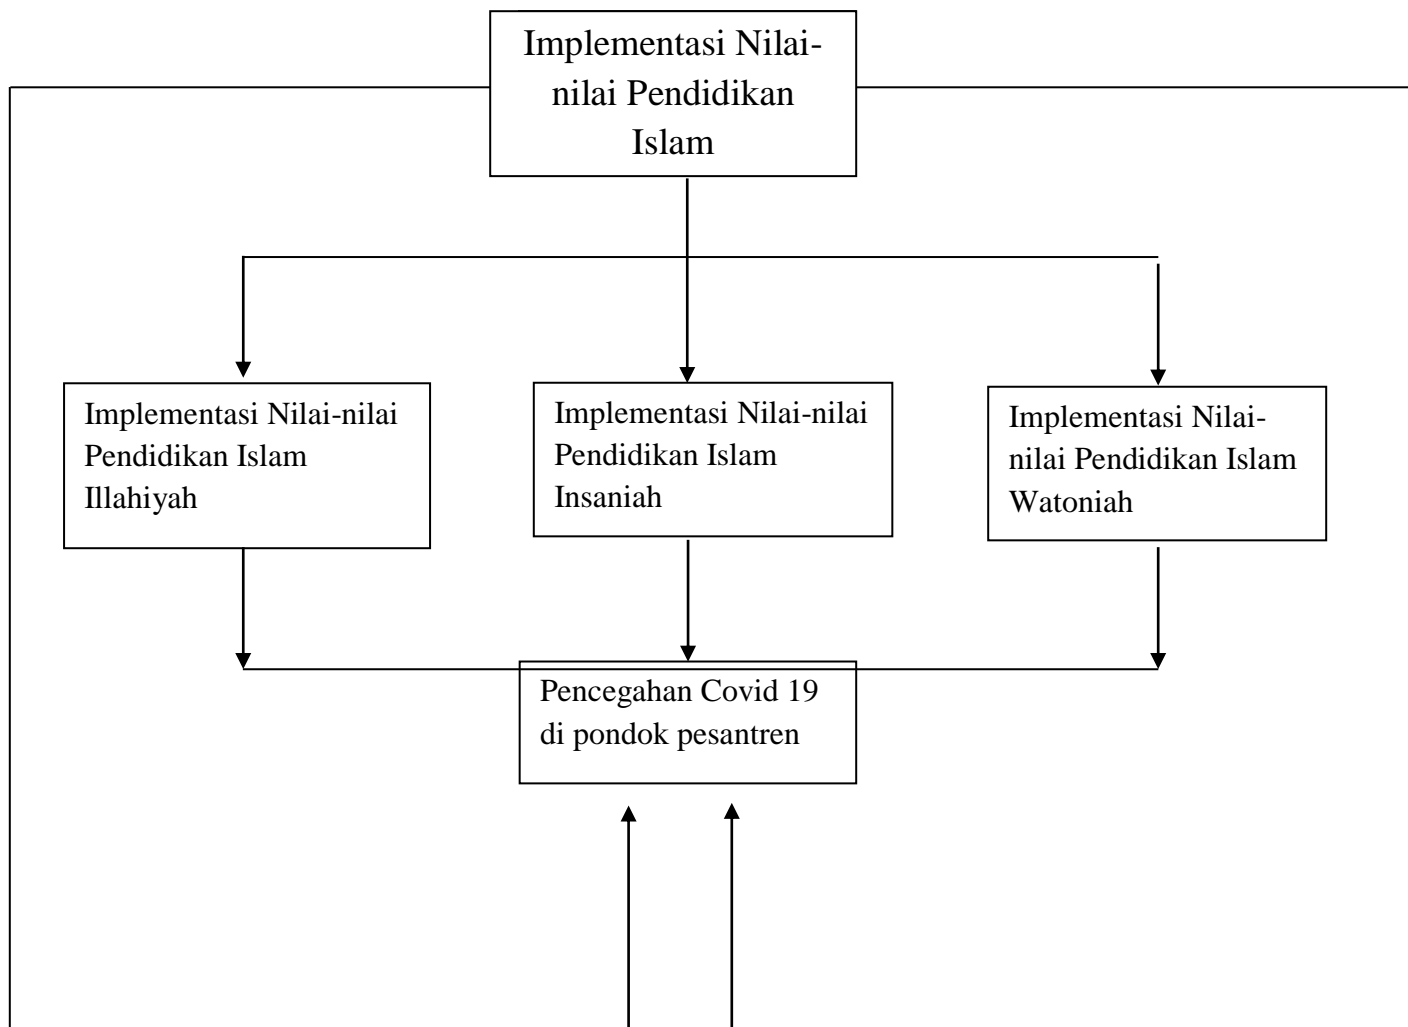 Implementasi Nilai-
nilai Pendidikan
Islam
Implementasi Nilai-nilai
Pendidikan Islam
Illahiyah
Implementasi Nilai-nilai
Pendidikan Islam
Insaniah
Implementasi Nilai-
nilai Pendidikan Islam
Watoniah
Pencegahan Covid 19
di pondok pesantren